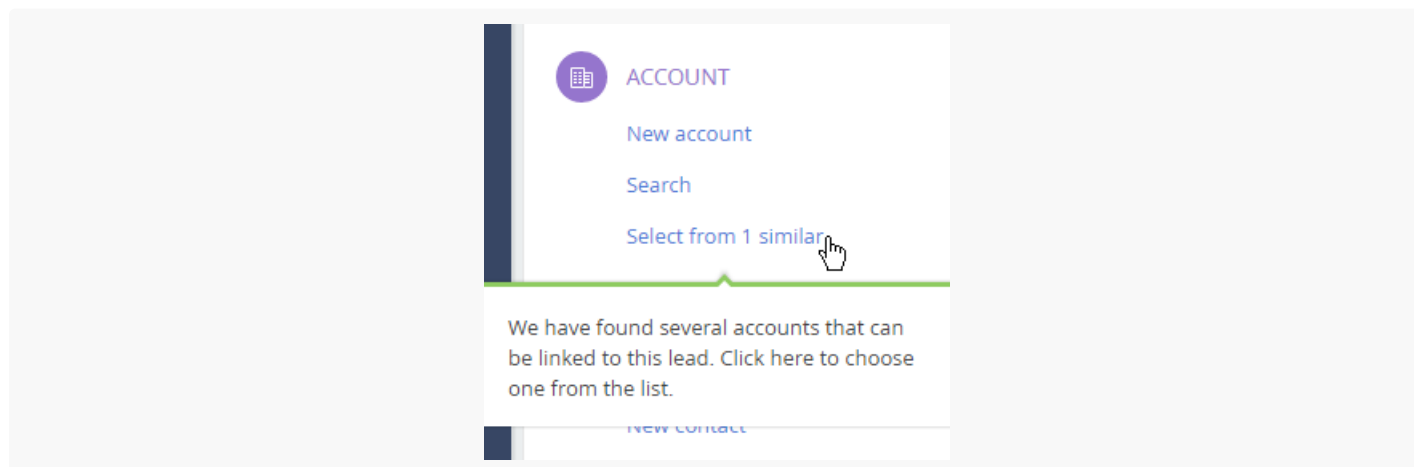 ACCOUNT
New account
Search
Select from 1 similar
We have found several accounts that can
be linked to this lead. Click here to choose
one from the list.
New contact